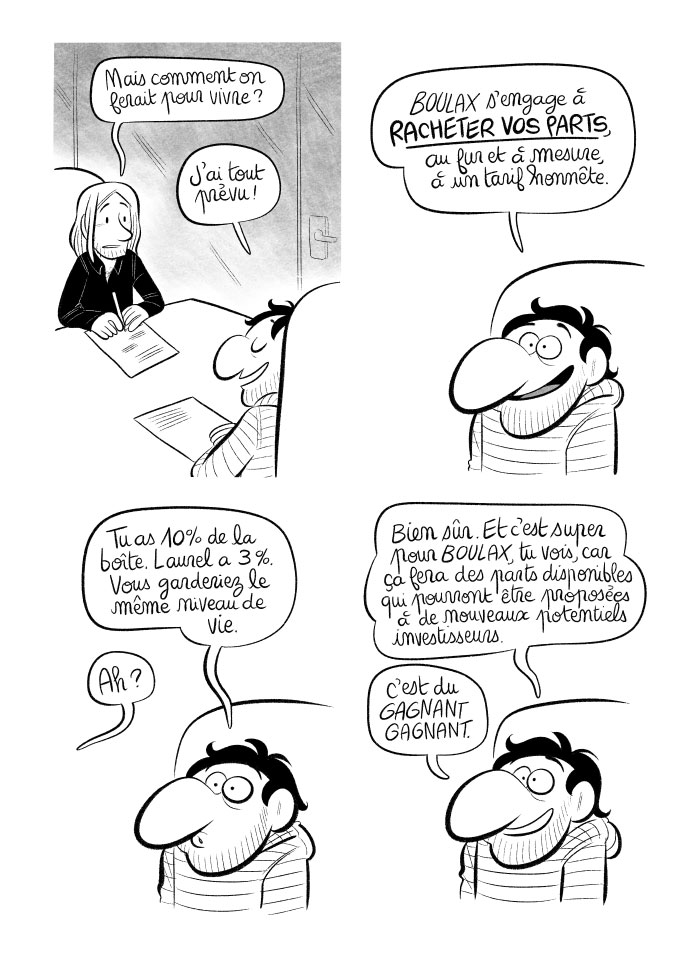 Mais comment on
ferait pour vivre ?
J'ai tout
prévu !
BOULAX s'engage à
RACHETER VOS PARTS,
au fur et à mesure,
à un tarif honnête.
Tu as 10% de la
boîte. Laurel a 3%.
Vous garderiez le
même niveau de
vie.
Ah ?
Bien sûr. Et c'est super
pour BOULAX, tu vois, car
ça fera des parts disponibles
qui pourront être proposées
à de nouveaux potentiels
investisseurs.
C'est du
GAGNANT
GAGNANT.